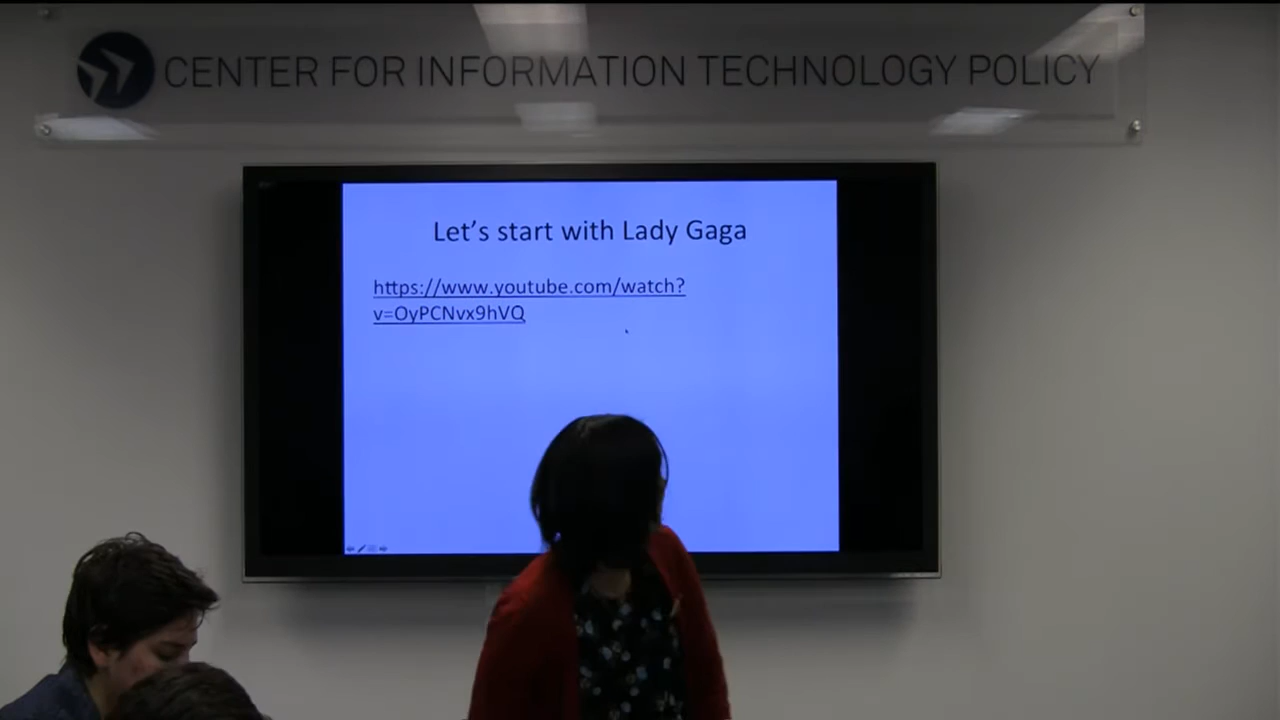 CENTER FOR INFORMATION TECHNOLOGY POLICY
Let's start with Lady Gaga
https://www.youtube.com/watch?
v=OyPCNvx9hVQ